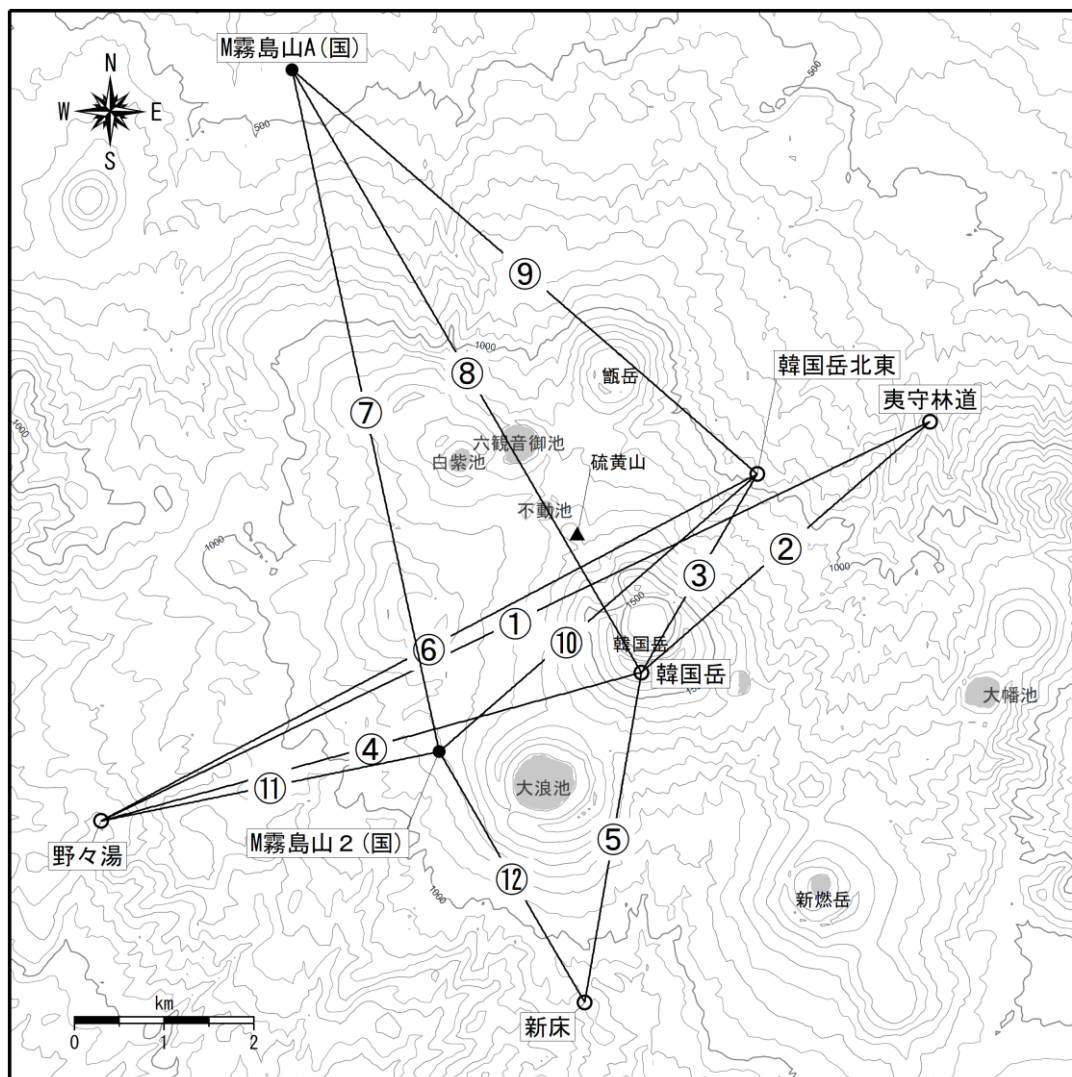 M霧島山A(国)
N
W E
S
500
500
⑨
1000
⑧
甑岳
韓国岳北東
夷守林道
⑦
1000
六観音御池
白紫池
硫黄山
不動池
②
1000
1000
③
1500
①
⑩
⑥
韓国岳
韓国岳
大幡池
④
⑪
大浪池
野々湯
M霧島山2(国)
⑤
⑫
1000
新燃岳
km
0 1 2
新床